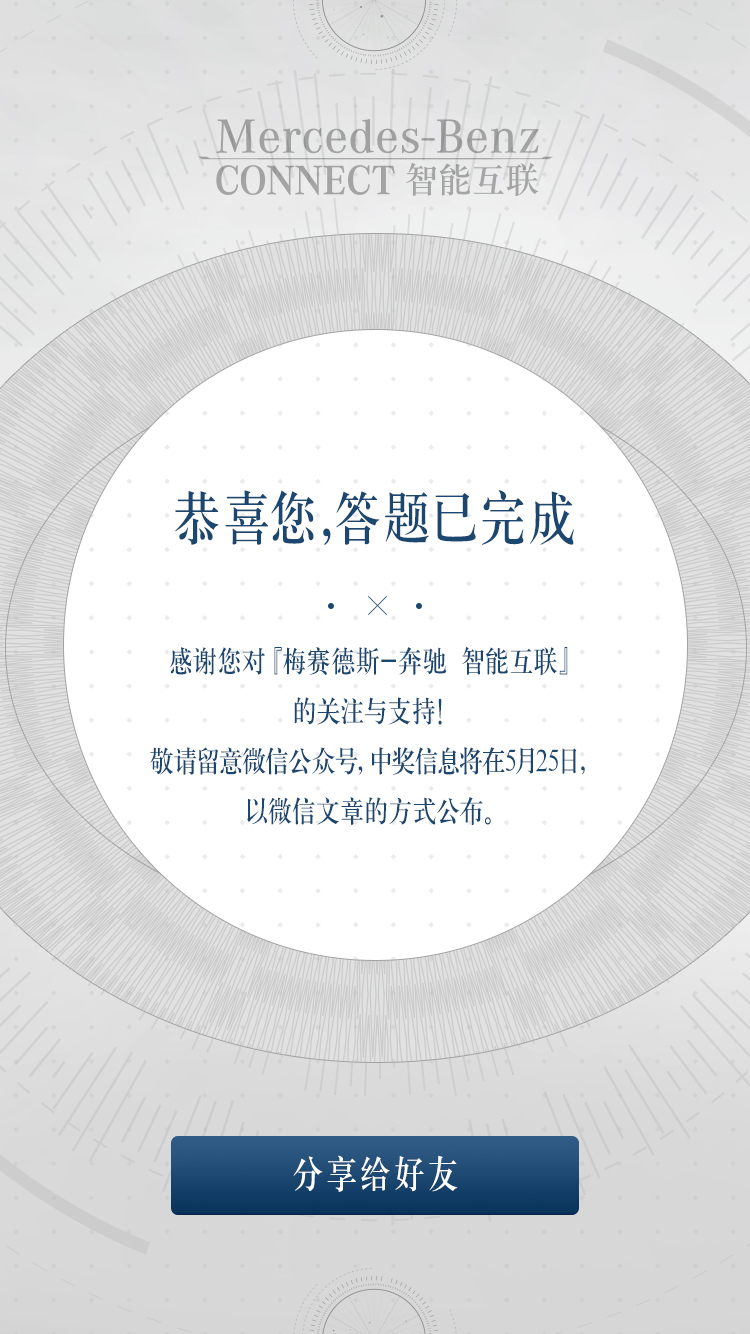 Mercedes-Benz
CONNECT 智能互联
恭喜您,答题已完成
感谢您对『梅赛德斯-奔驰 智能互联』
的关注与支持!
敬请留意微信公众号,中奖信息将在5月25日,
以微信文章的方式公布。
分享给好友